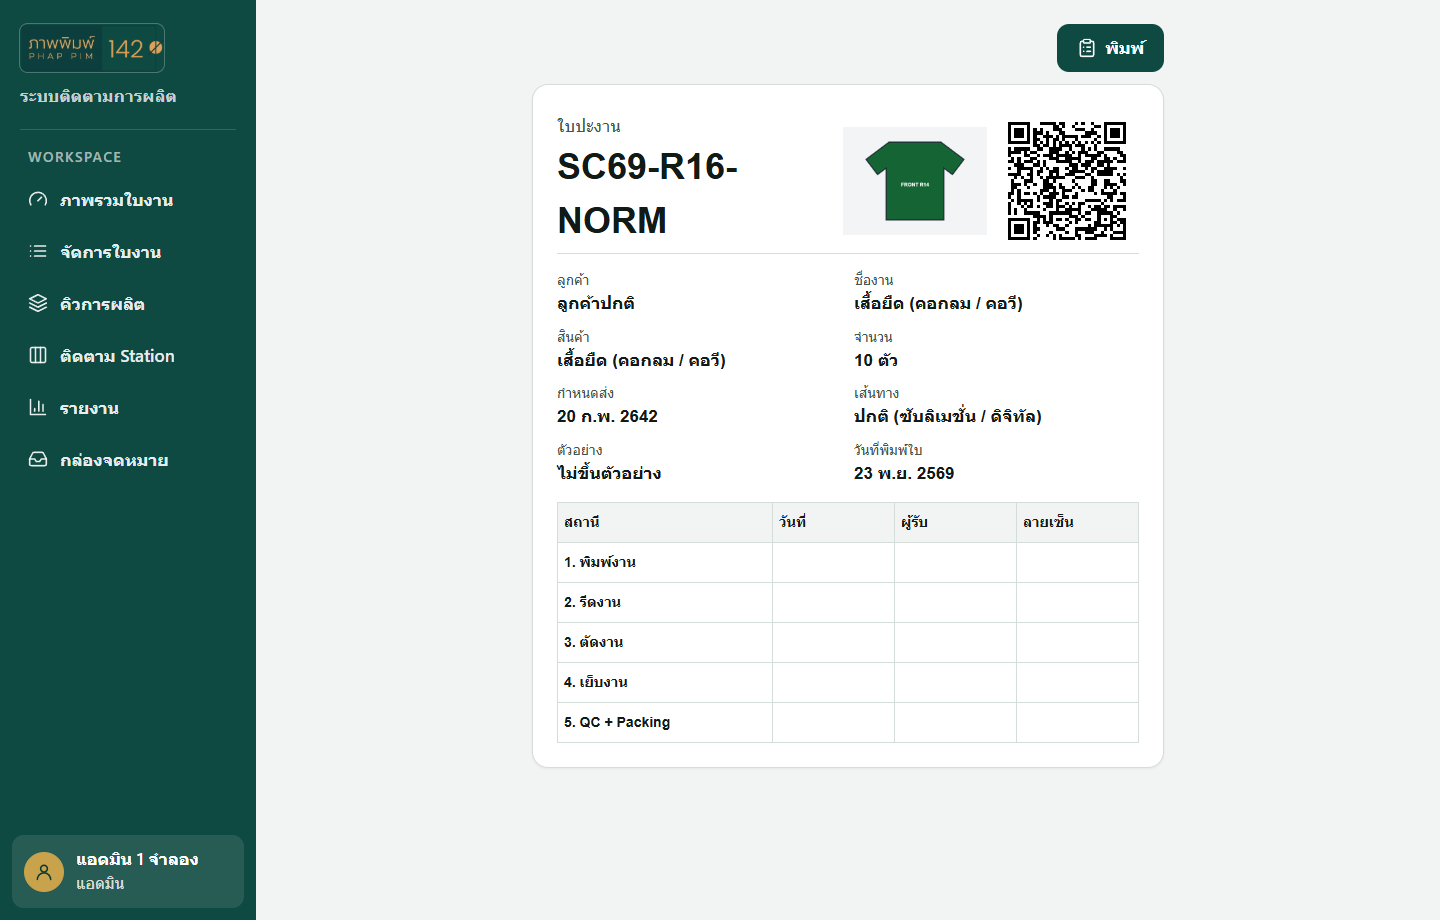 ภาพพิมพ์ 142
PHAP PIM
ระบบติดตามการผลิต
WORKSPACE
ภาพรวมใบงาน
จัดการใบงาน
คิวการผลิต
ติดตาม Station
รายงาน
กล่องจดหมาย
แอดมิน 1 จำลอง
แอดมิน
พิมพ์
ใบปะงาน
SC69-R16-
NORM
FRONT R14
ลูกค้า
ลูกค้าปกติ
ชื่องาน
เสื้อยืด (คอกลม / คอวี)
สินค้า
เสื้อยืด (คอกลม / คอวี)
จำนวน
10 ตัว
กำหนดส่ง
20 ก.พ. 2642
เส้นทาง
ปกติ (ซับลิเมชั่น / ดิจิทัล)
ตัวอย่าง
ไม่ขึ้นตัวอย่าง
วันที่พิมพ์ใบ
23 พ.ย. 2569
สถานี วันที่ ผู้รับ ลายเซ็น
1. พิมพ์งาน
2. รีดงาน
3. ตัดงาน
4. เย็บงาน
5. QC + Packing